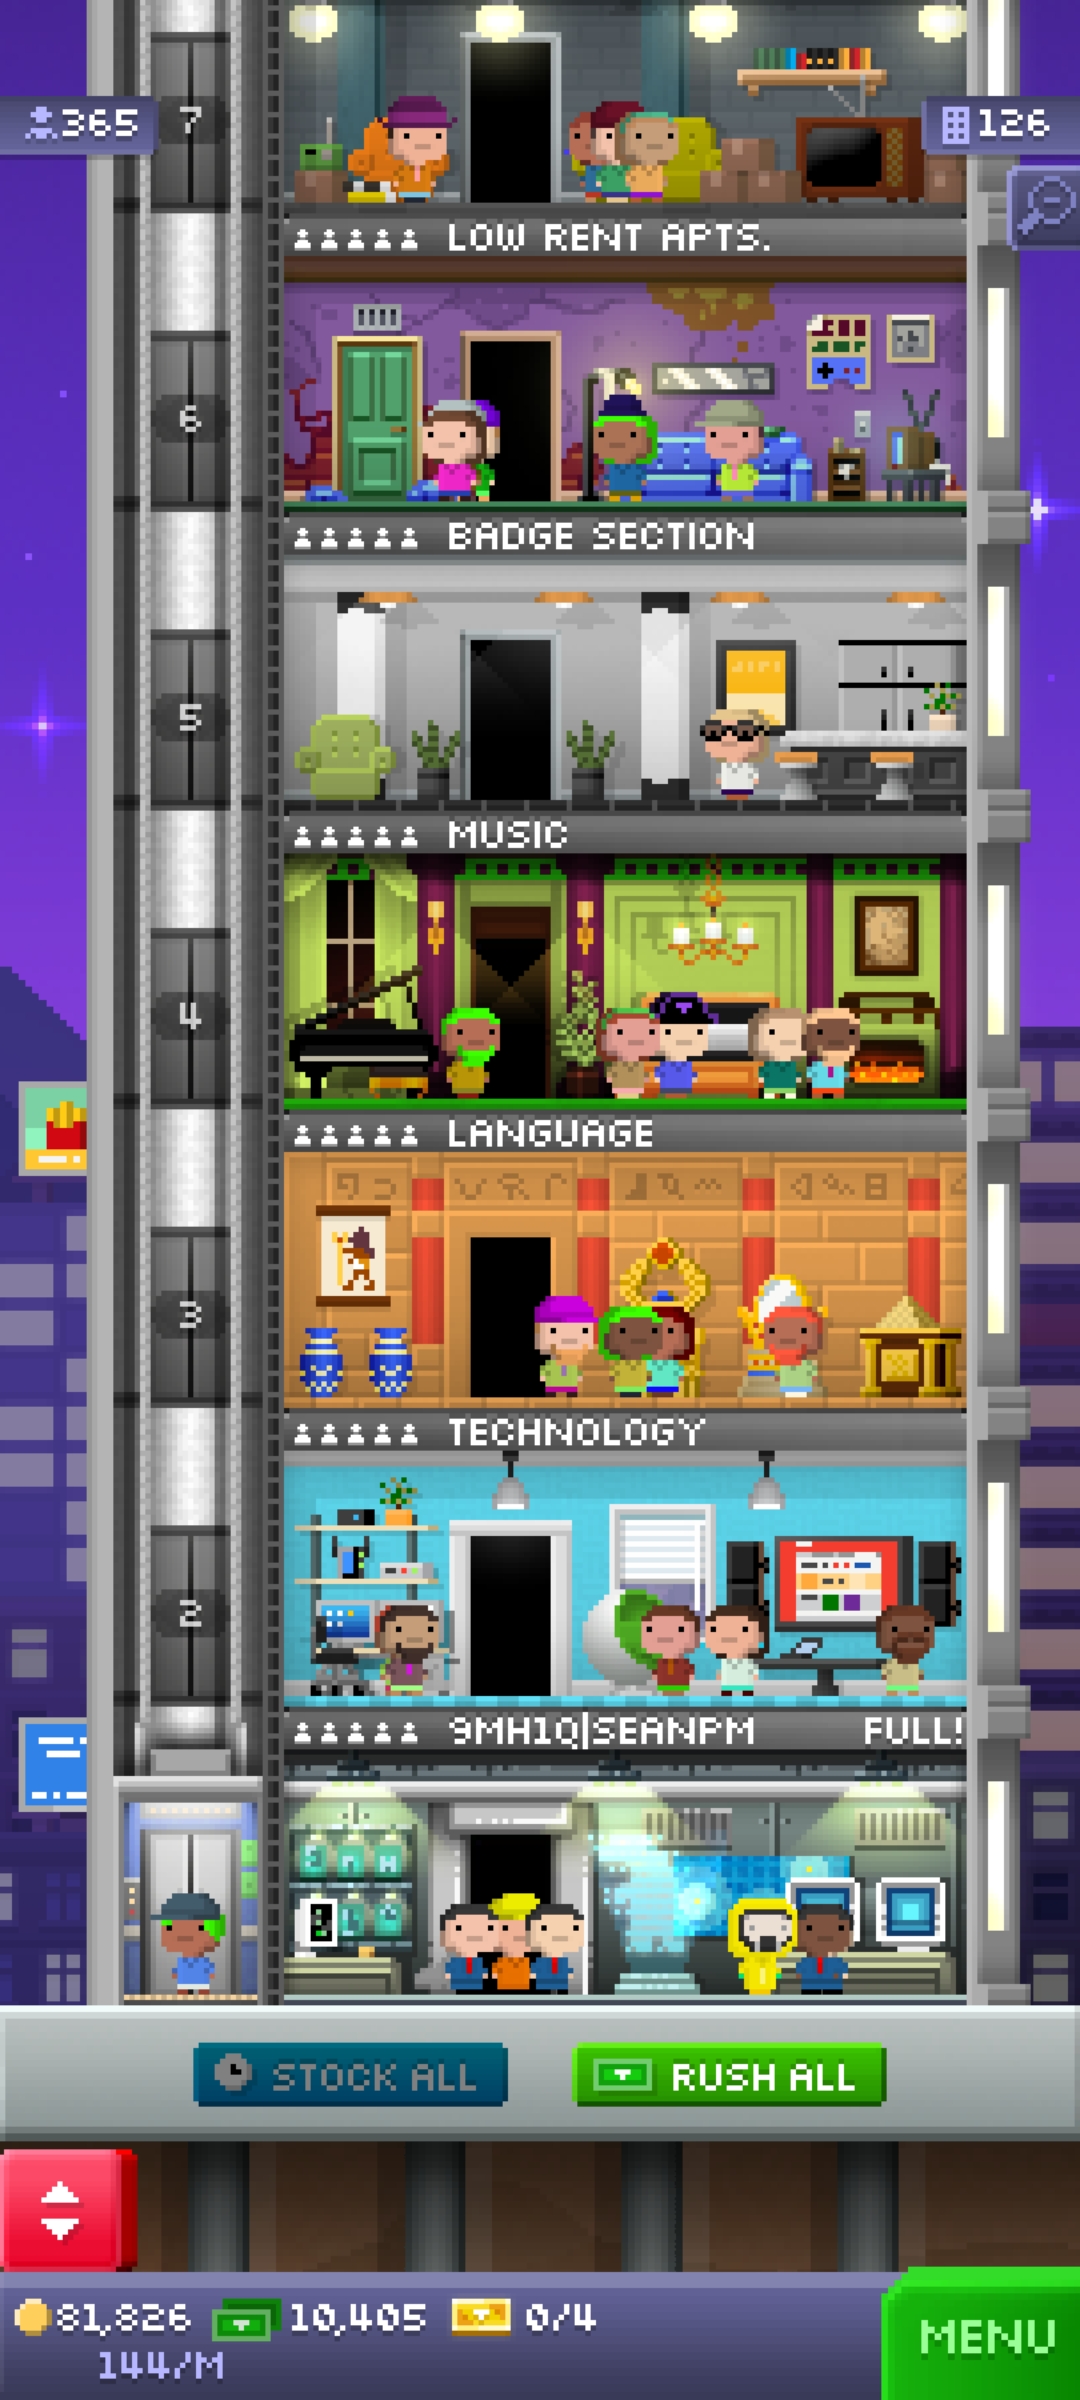 365
7
126
LOW RENT APTS.
6
BADGE SECTION
5
MUSIC
4
LANGUAGE
3
TECHNOLOGY
2
9MH1Q|SEANPM FULL!
STOCK ALL
RUSH ALL
81,826 10,405 0/4
144/M
MENU